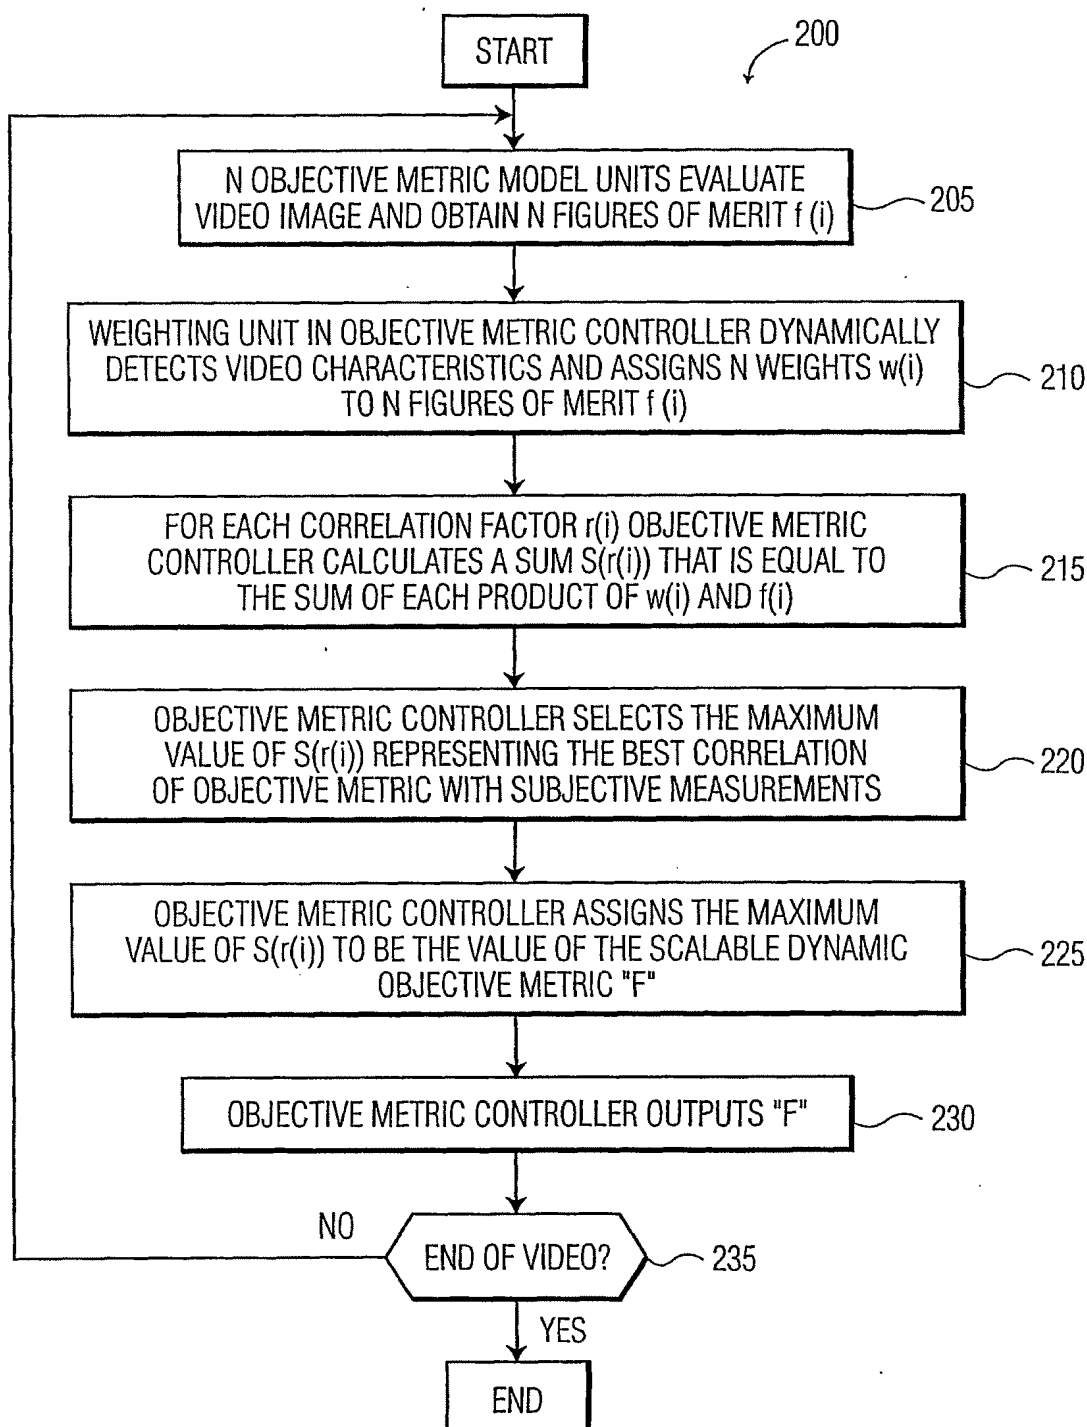 START
200
N OBJECTIVE METRIC MODEL UNITS EVALUATE
VIDEO IMAGE AND OBTAIN N FIGURES OF MERIT f (i)
205
WEIGHTING UNIT IN OBJECTIVE METRIC CONTROLLER DYNAMICALLY
DETECTS VIDEO CHARACTERISTICS AND ASSIGNS N WEIGHTS w(i)
TO N FIGURES OF MERIT f (i)
210
FOR EACH CORRELATION FACTOR r(i) OBJECTIVE METRIC
CONTROLLER CALCULATES A SUM S(r(i)) THAT IS EQUAL TO
THE SUM OF EACH PRODUCT OF w(i) AND f(i)
215
OBJECTIVE METRIC CONTROLLER SELECTS THE MAXIMUM
VALUE OF S(r(i)) REPRESENTING THE BEST CORRELATION
OF OBJECTIVE METRIC WITH SUBJECTIVE MEASUREMENTS
220
OBJECTIVE METRIC CONTROLLER ASSIGNS THE MAXIMUM
VALUE OF S(r(i)) TO BE THE VALUE OF THE SCALABLE DYNAMIC
OBJECTIVE METRIC "F"
225
OBJECTIVE METRIC CONTROLLER OUTPUTS "F"
230
NO
END OF VIDEO?
235
YES
END